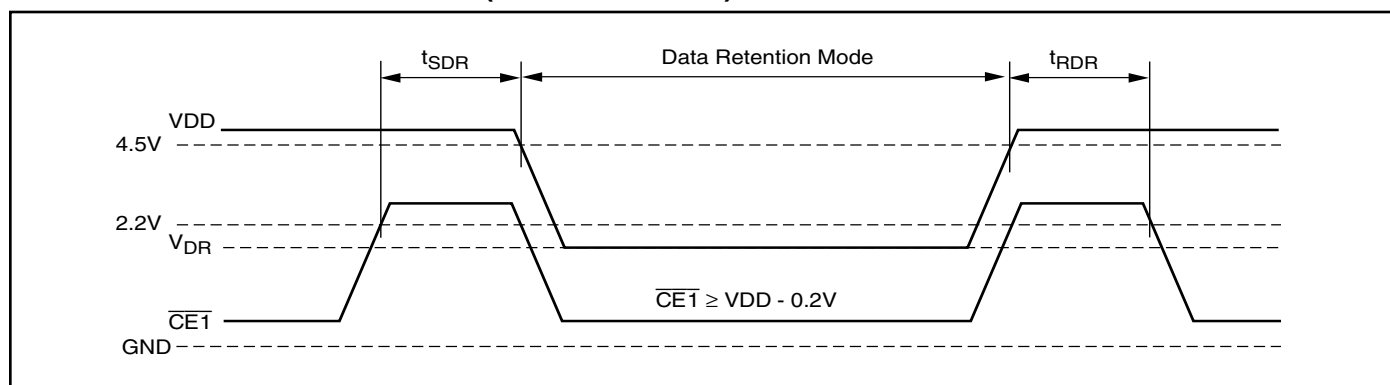 tSDR Data Retention Mode tRDR
VDD
4.5V
2.2V
VDR
CE1 ≥ VDD - 0.2V
CE1
GND